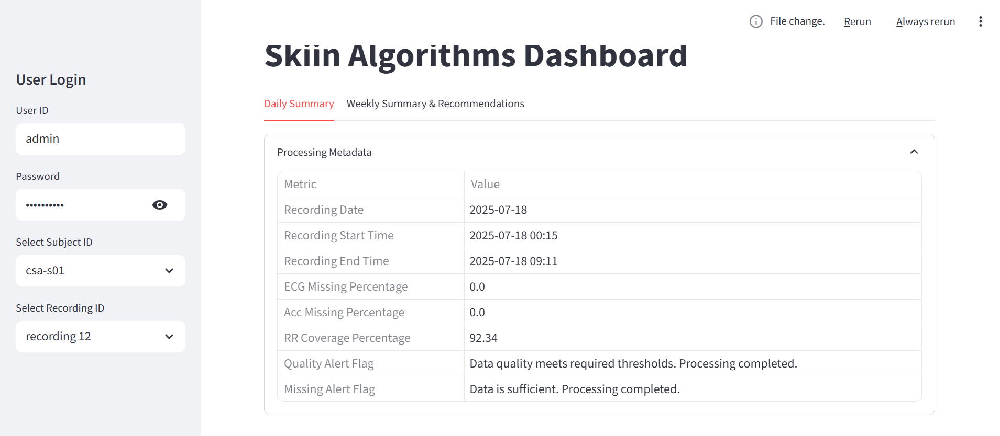 File change.
Rerun
Always rerun
Skiin Algorithms Dashboard
User Login
User ID
admin
Password
••••••••••
Select Subject ID
csa-s01
Select Recording ID
recording 12
Daily Summary
Weekly Summary & Recommendations
Processing Metadata
Metric Value
Recording Date 2025-07-18
Recording Start Time 2025-07-18 00:15
Recording End Time 2025-07-18 09:11
ECG Missing Percentage 0.0
Acc Missing Percentage 0.0
RR Coverage Percentage 92.34
Quality Alert Flag Data quality meets required thresholds. Processing completed.
Missing Alert Flag Data is sufficient. Processing completed.